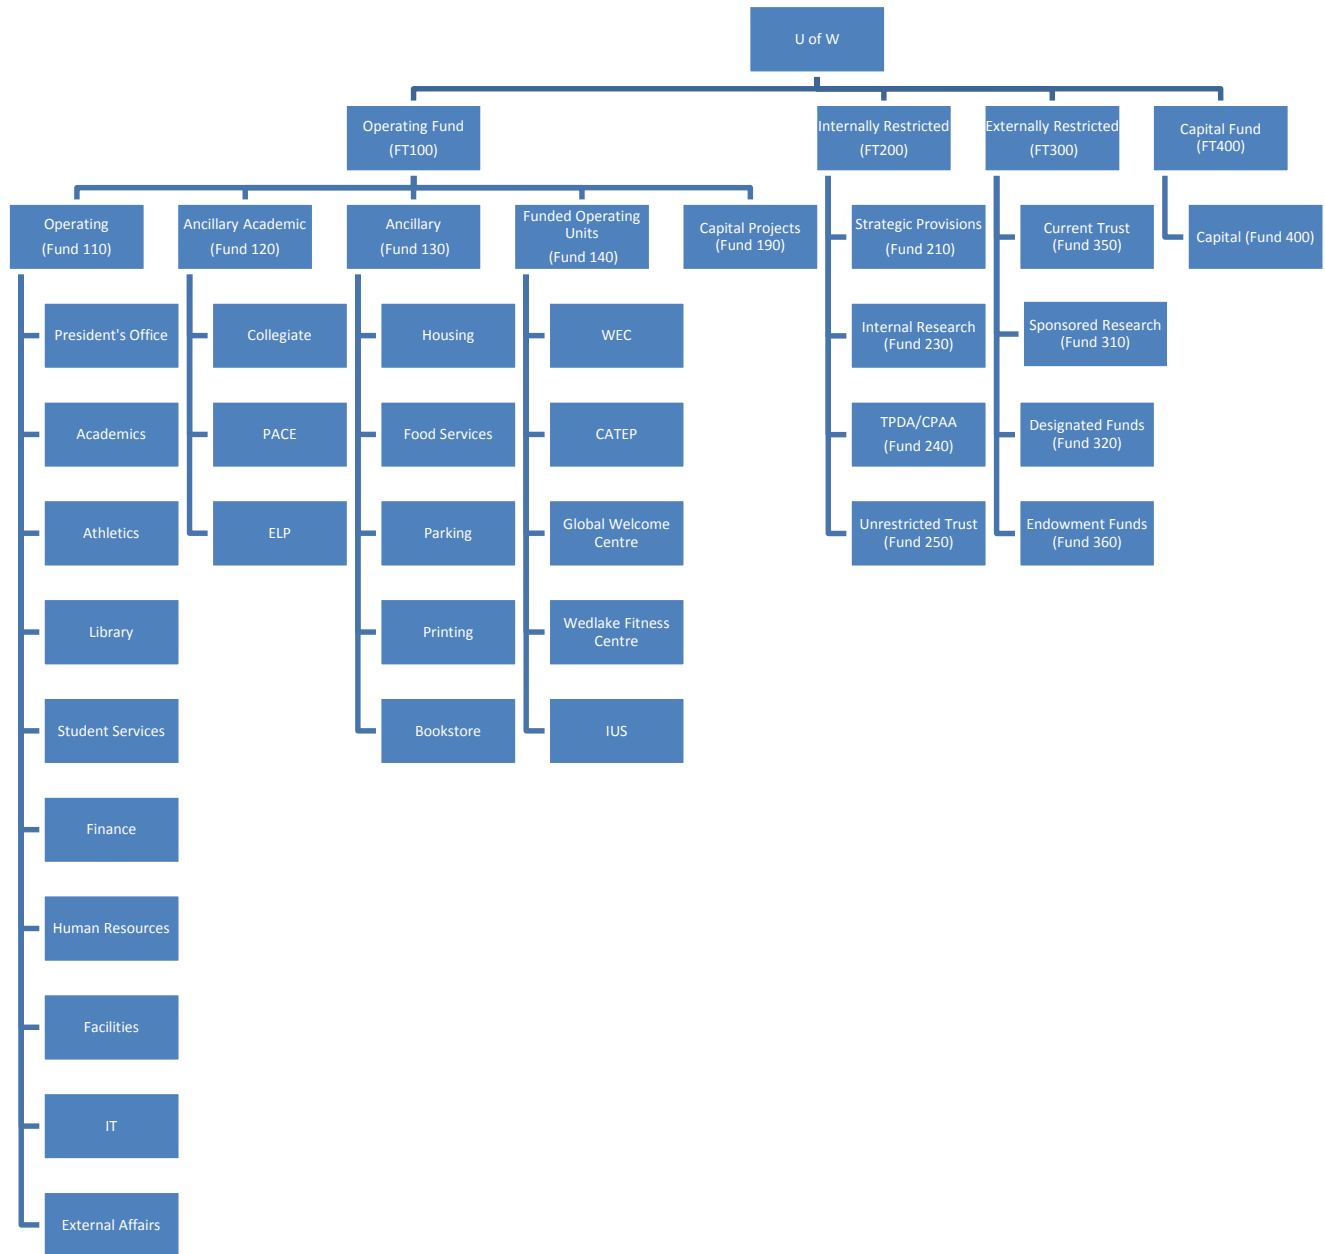 U of W
Operating Fund
(FT100)
Internally Restricted
(FT200)
Externally Restricted
(FT300)
Capital Fund
(FT400)
Operating
(Fund 110)
Ancillary Academic
(Fund 120)
Ancillary
(Fund 130)
Funded Operating
Units
(Fund 140)
Capital Projects
(Fund 190)
Strategic Provisions
(Fund 210)
Current Trust
(Fund 350)
Capital (Fund 400)
President's Office
Collegiate
Housing
WEC
Internal Research
(Fund 230)
Sponsored Research
(Fund 310)
Academics
PACE
Food Services
CATEP
TPDA/CPAA
(Fund 240)
Designated Funds
(Fund 320)
Athletics
ELP
Parking
Global Welcome
Centre
Unrestricted Trust
(Fund 250)
Endowment Funds
(Fund 360)
Library
Printing
Wedlake Fitness
Centre
Student Services
Bookstore
IUS
Finance
Human Resources
Facilities
IT
External Affairs